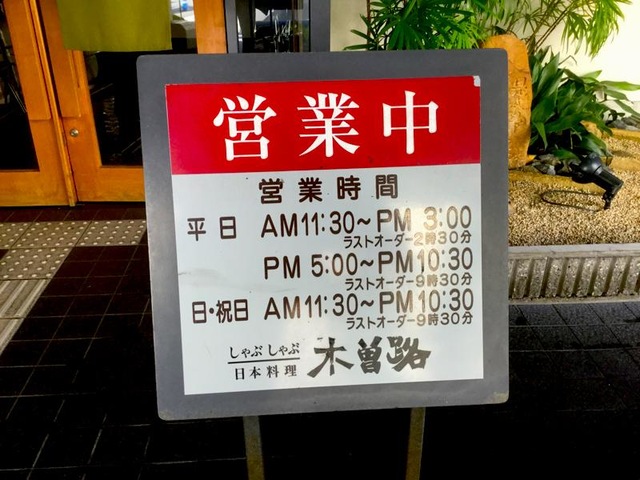 営業中
営業時間
平日 AM11:30～PM 3:00
ラストオーダー2時30分
PM 5:00～PM10:30
ラストオーダー9時30分
日・祝日 AM11:30～PM10:30
ラストオーダー9時30分
しゃぶしゃぶ
日本料理
木曽路